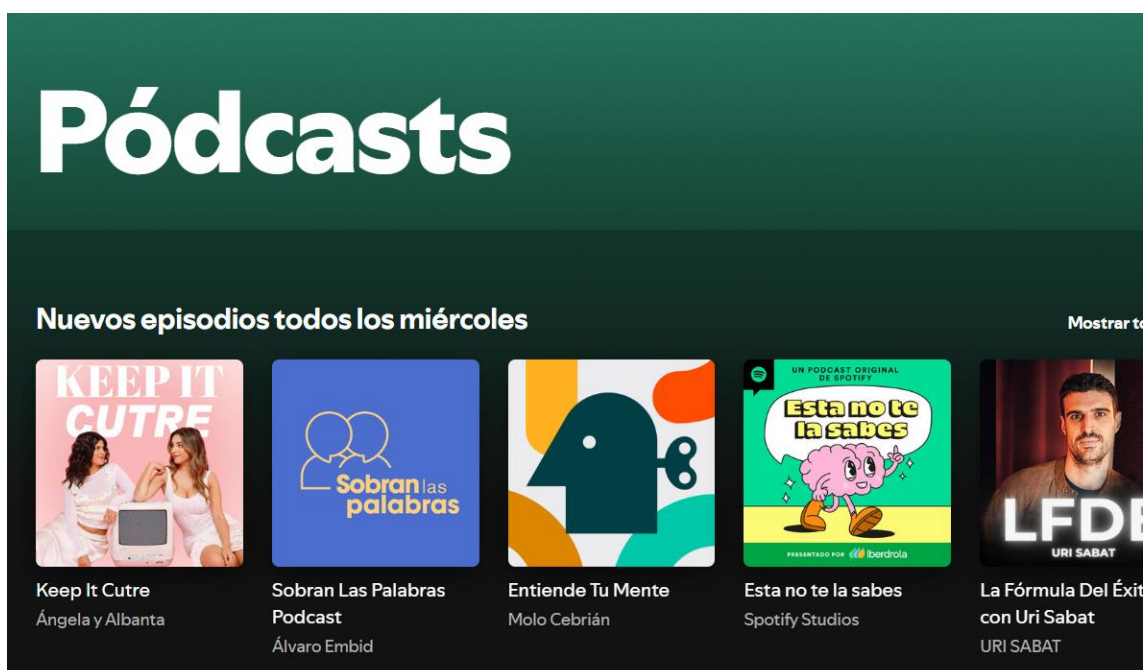 Pódcasts
Nuevos episodios todos los miércoles
Mostrar to
KEEP IT
CUTRE
Sobran las
palabras
UN PODCAST ORIGINAL
DE SPOTIFY
Esta no te
la sabes
PRESENTADO POR Iberdrola
LFDE
URI SABAT
Keep It Cutre
Ángela y Albanta
Sobran Las Palabras
Podcast
Álvaro Embid
Entiende Tu Mente
Molo Cebrián
Esta no te la sabes
Spotify Studios
La Fórmula Del Éxit
con Uri Sabat
URI SABAT